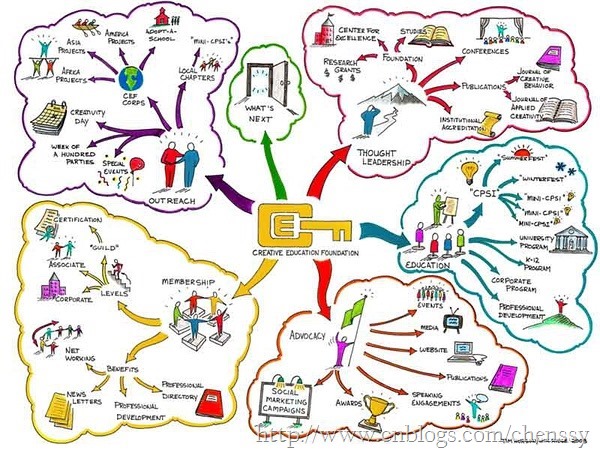 ASIA
PROJECTS
AMERICA
PROJECTS
ADOPT-A-
SCHOOL
"MINI-CPSI's"
AFRICA
PROJECTS
CEF
CORPS
LOCAL
CHAPTERS
CREATIVITY
DAY
WEEK OF
A HUNDRED
PARTIES
SPECIAL
EVENTS
OUTREACH
WHAT'S
NEXT
CENTER FOR
EXCELLENCE
STUDIES
CONFERENCES
RESEARCH
GRANTS
$ $ $
FOUNDATION
PUBLICATIONS
JOURNAL OF
CREATIVE
BEHAVIOR
JOURNAL OF
APPLIED
CREATIVITY
INSTITUTIONAL
ACCREDITATION
THOUGHT
LEADERSHIP
CE
CREATIVE EDUCATION FOUNDATION
"SUMMERFEST"
"CPSI"
"WINTERFEST"
"MINI-CPSI"
"MINI-CPSI"
"MINI-CPSI"
UNIVERSITY
PROGRAM
K-12
PROGRAM
EDUCATION
CORPORATE
PROGRAM
PROFESSIONAL
DEVELOPMENT
CERTIFICATION
"GUILD"
ASSOCIATE
CORPORATE
LEVELS
MEMBERSHIP
NET
WORKING
BENEFITS
NEWS
LETTERS
PROFESSIONAL
DEVELOPMENT
PROFESSIONAL
DIRECTORY
ADVOCACY
EVENTS
MEDIA
WEBSITE
PUBLICATIONS
SPEAKING
ENGAGEMENTS
AWARDS
SOCIAL
MARKETING
CAMPAIGNS
http://www.cnblogs.com/chenssy